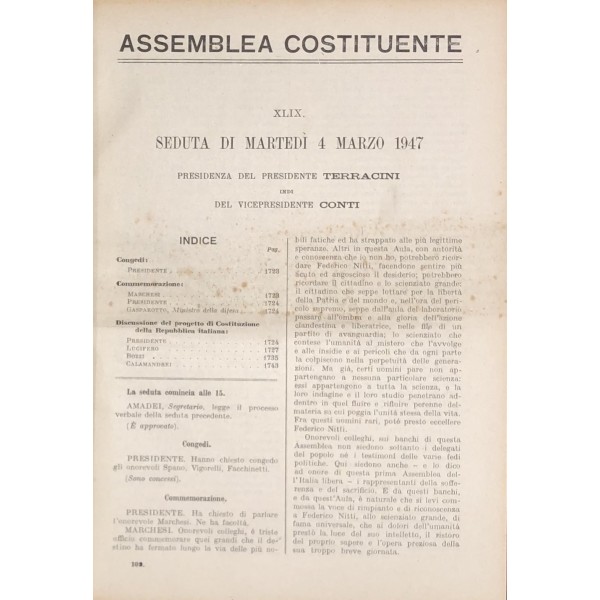 ASSEMBLEA COSTITUENTE
XLIX.
SEDUTA DI MARTEDÌ 4 MARZO 1947
PRESIDENZA DEL PRESIDENTE TERRACINI
INDI
DEL VICEPRESIDENTE CONTI
INDICE
Pag.
Congedi:
PRESIDENTE . 1723
Commemorazione:
MARCHESI . 1723
PRESIDENTE . 1724
GASPAROTTO, Ministro della difesa . 1724
Discussione del progetto di Costituzione
della Repubblica italiana:
PRESIDENTE . 1724
LUCIFERO . 1727
BOZZI . 1735
CALAMANDREI . 1743
La seduta comincia alle 15.
AMADEI, Segretario, legge il processo
verbale della seduta precedente.
(È approvato).
Congedi.
PRESIDENTE. Hanno chiesto congedo
gli onorevoli Spano, Vigorelli, Facchinetti.
(Sono concessi).
Commemorazione.
PRESIDENTE. Ha chiesto di parlare
l'onorevole Marchesi. Ne ha facoltà.
MARCHESI. Onorevoli colleghi, è triste
ufficio commemorare quei grandi che il de-
stino ha fermato lungo la via delle più no-
108.
bili fatiche ed ha strappato alle più legittime
speranze. Altri in questa Aula, con autorità
e conoscenza che io non ho, potrebbero ricor-
dare Federico Nitti, facendone sentire più
acuto ed angoscioso il desiderio; potrebbero
ricordare il cittadino e lo scienziato grande:
il cittadino che seppe lottare per la libertà
della Patria e del mondo e, nell'ora del peri-
colo supremo, seppe dall'aula del laboratorio
passare all'ombra e alla gloria dell'azione
clandestina e liberatrice, nelle file di un
partito di avanguardia; lo scienziato che
contese l'umanità al mistero che l'avvolge
e alle insidie e ai pericoli che da ogni parte
la colpiscono nella perpetuità delle genera-
zioni. Ma già, certi uomini pare non ap-
partengano a nessuna particolare scienza:
essi appartengono a tutta la scienza, e la
loro indagine e il loro studio penetrano ad-
dentro in quel fluire e rifluire perenne del-
materia su cui poggia l'unità stessa della vita.
Fra questi uomini rari, poté presto eccellere
Federico Nitti.
Onorevoli colleghi, sui banchi di questa
Assemblea non siedono soltanto i delegati
del popolo né i testimoni delle varie fedi
politiche. Qui siedono anche - e lo dico
ad onore di questa prima Assemblea del-
l'Italia libera - i rappresentanti della soffe-
renza e del sacrificio. E da questi banchi,
e da quest'Aula, è naturale che si levi com-
mossa la voce di rimpianto e di riconoscenza
a Federico Nitti, allo scienziato grande, di
fama universale, che ai dolori dell'umanità
prestò la luce del suo intelletto, il ristoro
del proprio sapere e l'opera preziosa della
sua troppo breve giornata.